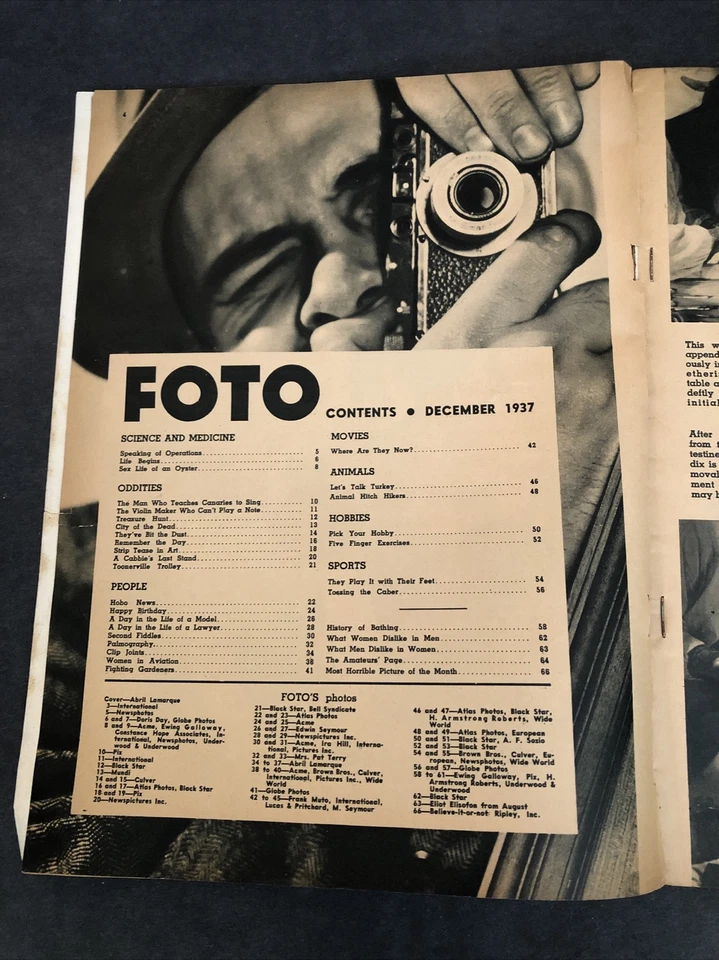 4
FOTO CONTENTS ● DECEMBER 1937
SCIENCE AND MEDICINE
Speaking of Operations 5
Life Begins 6
Sex Life of an Oyster 8
ODDITIES
The Man Who Teaches Canaries to Sing 10
The Violin Maker Who Can't Play a Note 11
Treasure Hunt 12
City of the Dead 13
They've Bit the Dust 14
Remember the Day 16
Strip Tease in Art 18
A Cabbie's Last Stand 20
Toonerville Trolley 21
PEOPLE
Hobo News 22
Happy Birthday 24
A Day in the Life of a Model 26
A Day in the Life of a Lawyer 28
Second Fiddles 30
Palmography 32
Clip Joints 34
Women in Aviation 38
Fighting Gardeners 41
MOVIES
Where Are They Now? 42
ANIMALS
Let's Talk Turkey 46
Animal Hitch Hikers 48
HOBBIES
Pick Your Hobby 50
Five Finger Exercises 52
SPORTS
They Play It with Their Feet 54
Tossing the Caber 56
History of Bathing 58
What Women Dislike in Men 62
What Men Dislike in Women 63
The Amateurs' Page 64
Most Horrible Picture of the Month 66
FOTO'S photos
Cover—Abril Lamarque
3—International
5—Newsphotos
6 and 7—Doris Day, Globe Photos
8 and 9—Acme, Ewing Galloway,
Constance Hope Associates, In-
ternational, Newsphotos, Under-
wood & Underwood
10—Pix
11—International
12—Black Star
13—Mundi
14 and 15—Culver
16 and 17—Atlas Photos, Black Star
18 and 19—Pix
20—Newspictures Inc.
21—Black Star, Bell Syndicate
22 and 23—Atlas Photos
24 and 25—Acme
26 and 27—Edwin Seymour
28 and 29—Newspictures Inc.
30 and 31—Acme, Ira Hill, Interna-
tional, Pictures Inc.
32 and 33—Mrs. Pat Terry
34 to 37—Abril Lamarque
38 to 40—Acme, Brown Bros., Culver,
International, Pictures Inc., Wide
World
41—Globe Photos
42 to 45—Frank Muto, International,
Lucas & Pritchard, M. Seymour
46 and 47—Atlas Photos, Black Star,
H. Armstrong Roberts, Wide
World
48 and 49—Atlas Photos, European
50 and 51—Black Star, A. F. Sozio
52 and 53—Black Star
54 and 55—Brown Bros., Culver, Eu-
ropean, Newsphotos, Wide World
56 and 57—Globe Photos
58 to 61—Ewing Galloway, Pix, H.
Armstrong Roberts, Underwood &
Underwood
62—Black Star
63—Eliot Elisofon from August
66—Believe-it-or-not Ripley, Inc.
This w
append
ously in
etheri
table a
deftly
initial
After
from t
testine
dix is
moval
ment
may b